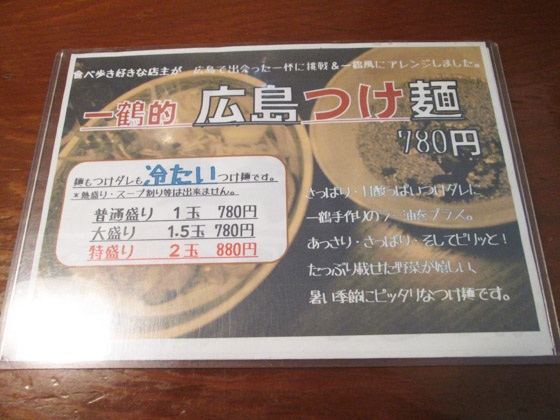 食べ歩き好きな店主が 広島で出会った一杯に挑戦&一鶴風にアレンジしました。
一鶴的 広島つけ麺
780円
麺もつけダレも冷たいつけ麺です。
*熱盛り・スープ割り等は出来ません。
普通盛り 1玉 780円
大盛り 1.5玉 780円
特盛り 2玉 880円
さっぱり・甘酸っぱいつけダレに
一鶴手作りのラー油をプラス。
あっさり・さっぱり・そしてピリッと!
たっぷり載せた野菜が嬉しい、
暑い季節にピッタリなつけ麺です。